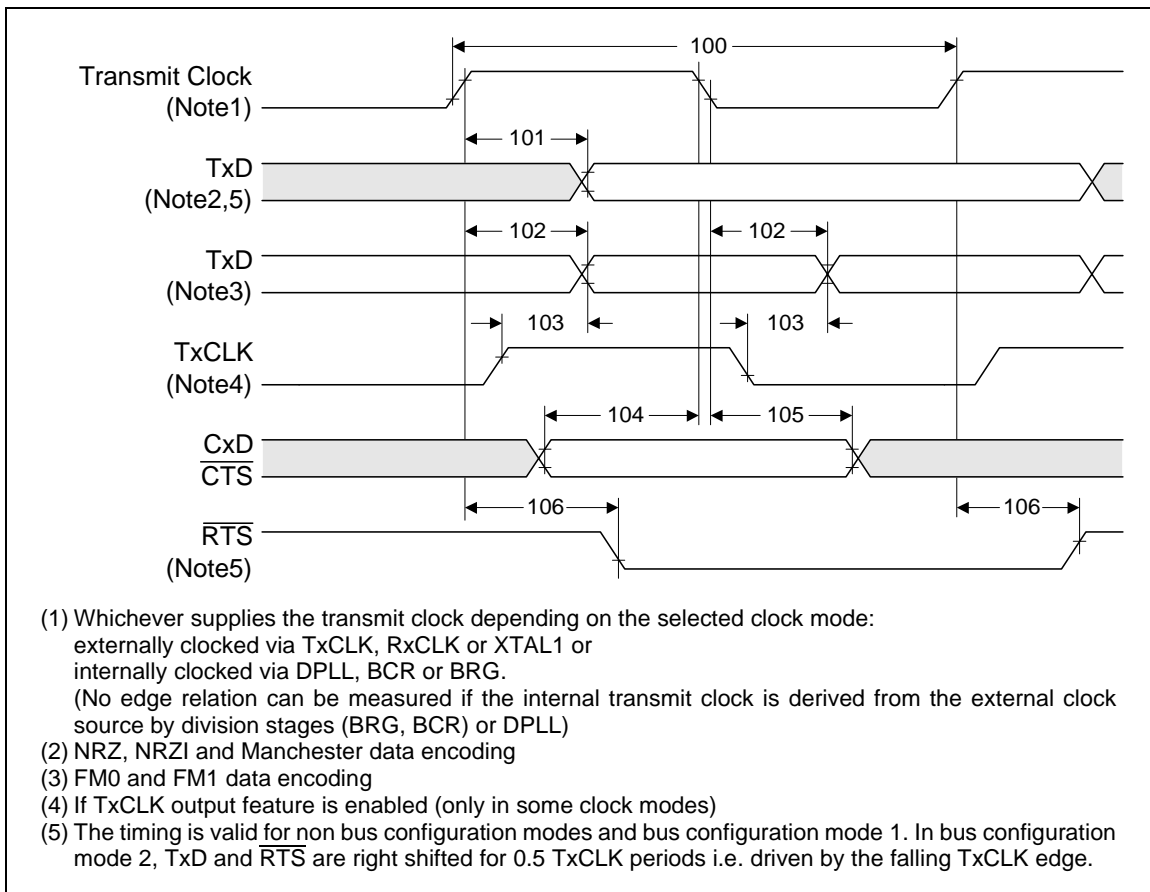 100
Transmit Clock
(Note1)
101
TxD
(Note2,5)
102 102
TxD
(Note3)
103 103
TxCLK
(Note4)
104 105
CxD
CTS
106 106
RTS
(Note5)
(1) Whichever supplies the transmit clock depending on the selected clock mode:
externally clocked via TxCLK, RxCLK or XTAL1 or
internally clocked via DPLL, BCR or BRG.
(No edge relation can be measured if the internal transmit clock is derived from the external clock
source by division stages (BRG, BCR) or DPLL)
(2) NRZ, NRZI and Manchester data encoding
(3) FM0 and FM1 data encoding
(4) If TxCLK output feature is enabled (only in some clock modes)
(5) The timing is valid for non bus configuration modes and bus configuration mode 1. In bus configuration
mode 2, TxD and RTS are right shifted for 0.5 TxCLK periods i.e. driven by the falling TxCLK edge.